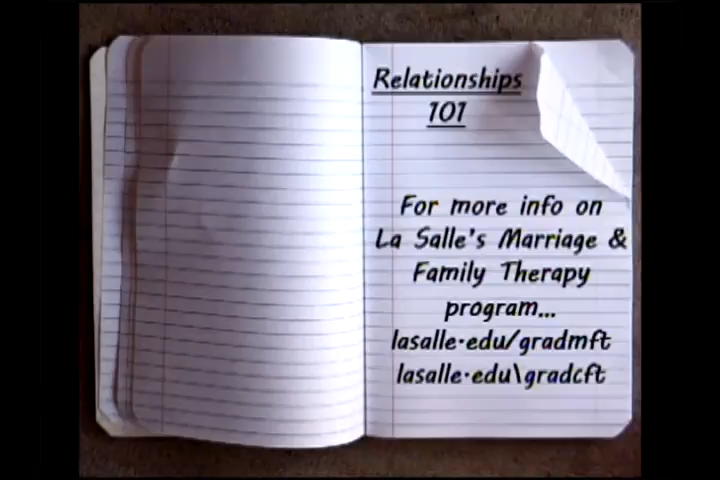 Relationships
101
For more info on
La Salle's Marriage &
Family Therapy
program...
lasalle·edu/gradmft
lasalle·edu\gradcft